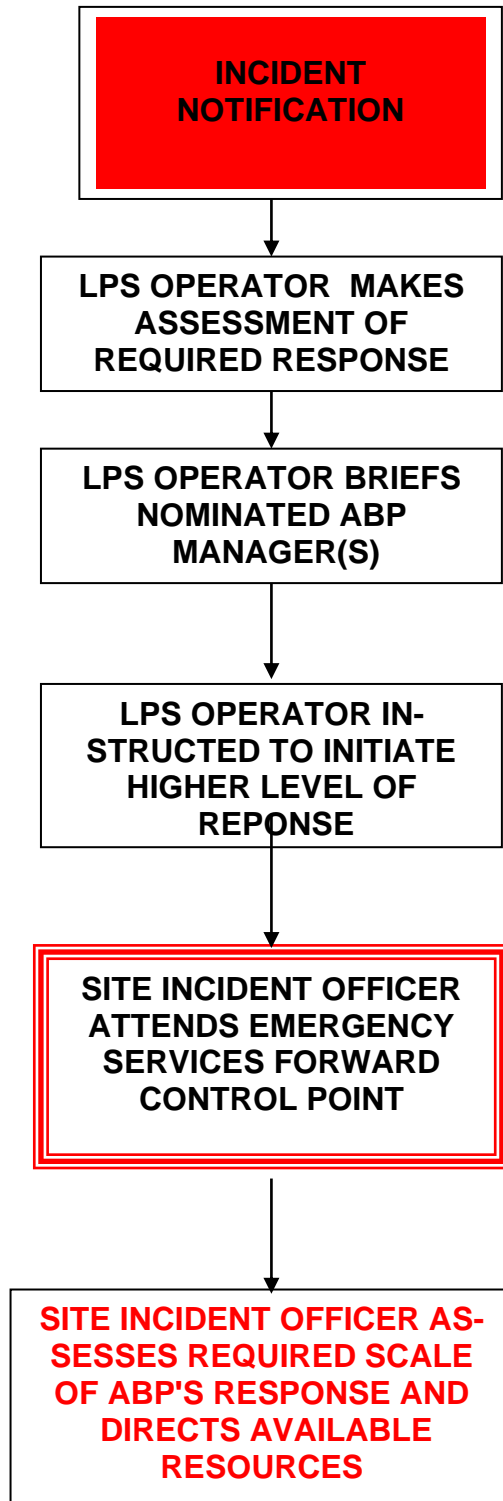 INCIDENT
NOTIFICATION
LPS OPERATOR  MAKES
ASSESSMENT OF
REQUIRED RESPONSE
LPS OPERATOR BRIEFS
NOMINATED ABP
MANAGER(S)
LPS OPERATOR IN-
STRUCTED TO INITIATE
HIGHER LEVEL OF
REPONSE
SITE INCIDENT OFFICER
ATTENDS EMERGENCY
SERVICES FORWARD
CONTROL POINT
SITE INCIDENT OFFICER AS-
SESSES REQUIRED SCALE
OF ABP'S RESPONSE AND
DIRECTS AVAILABLE
RESOURCES